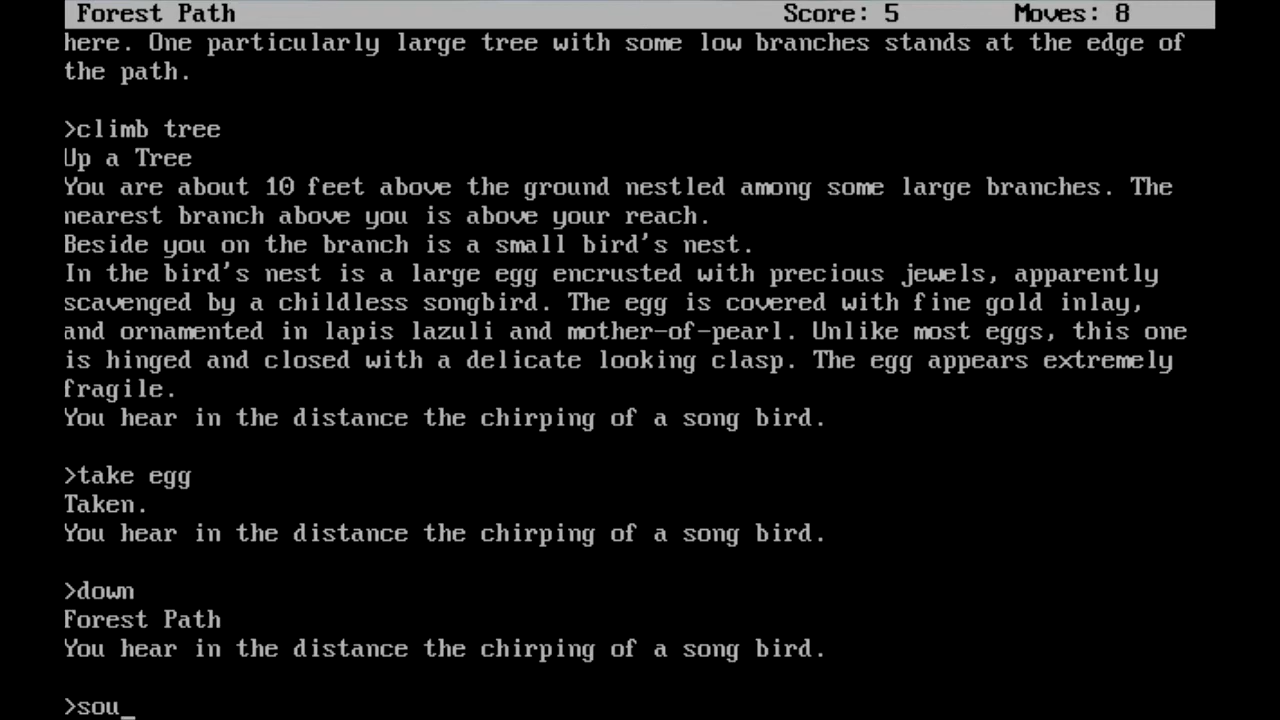 Forest Path Score: 5 Moves: 8
here. One particularly large tree with some low branches stands at the edge of
the path.
>climb tree
Up a Tree
You are about 10 feet above the ground nestled among some large branches. The
nearest branch above you is above your reach.
Beside you on the branch is a small bird's nest.
In the bird's nest is a large egg encrusted with precious jewels, apparently
scavenged by a childless songbird. The egg is covered with fine gold inlay,
and ornamented in lapis lazuli and mother-of-pearl. Unlike most eggs, this one
is hinged and closed with a delicate looking clasp. The egg appears extremely
fragile.
You hear in the distance the chirping of a song bird.
>take egg
Taken.
You hear in the distance the chirping of a song bird.
>down
Forest Path
You hear in the distance the chirping of a song bird.
>sou_